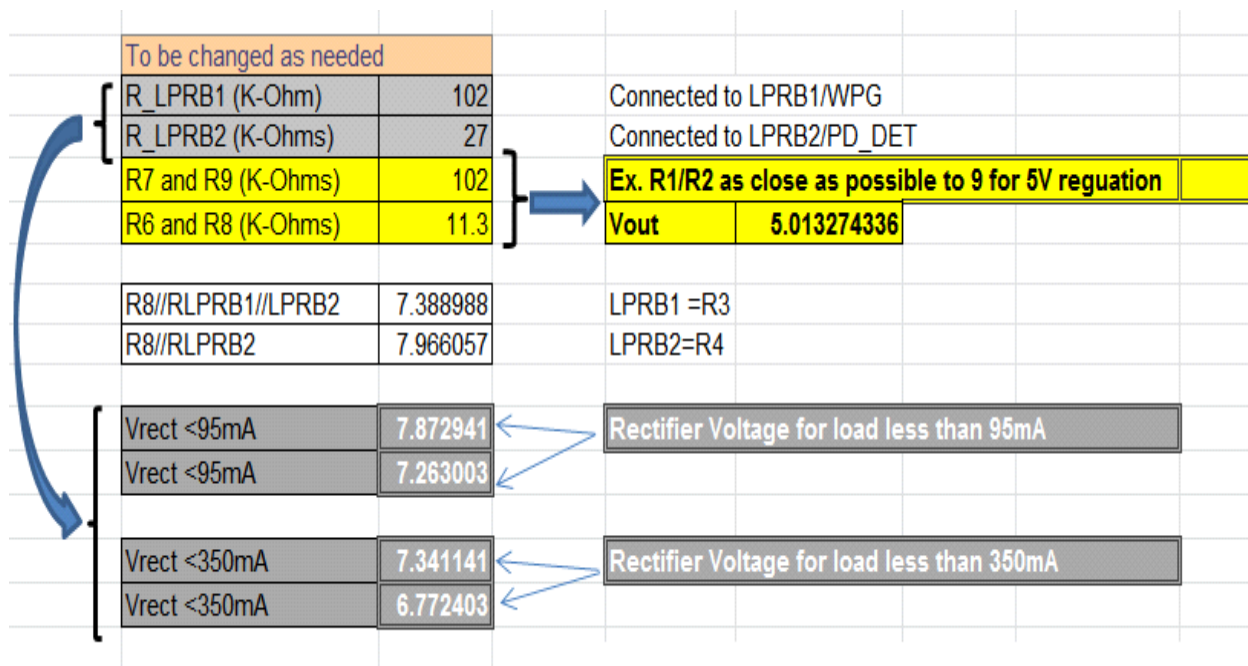 To be changed as needed
R_LPRB1 (K-Ohm) 102 Connected to LPRB1/WPG
R_LPRB2 (K-Ohms) 27 Connected to LPRB2/PD_DET
R7 and R9 (K-Ohms) 102 Ex. R1/R2 as close as possible to 9 for 5V reguation
R6 and R8 (K-Ohms) 11.3 Vout 5.013274336
R8//RLPRB1//LPRB2 7.388988 LPRB1 =R3
R8//RLPRB2 7.966057 LPRB2=R4
Vrect <95mA 7.872941 Rectifier Voltage for load less than 95mA
Vrect <95mA 7.263003
Vrect <350mA 7.341141 Rectifier Voltage for load less than 350mA
Vrect <350mA 6.772403